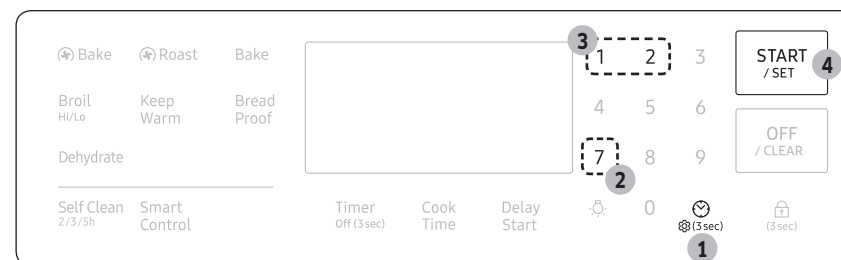 Bake Roast Bake
Broil Hi/Lo Keep Warm Bread Proof
Dehydrate
Self Clean 2/3/5h Smart Control
Timer Off (3 sec) Cook Time Delay Start
3
1 2 3
4 5 6
7 8 9
2
0 (3 sec)
1
START / SET
4
OFF / CLEAR
(3 sec)